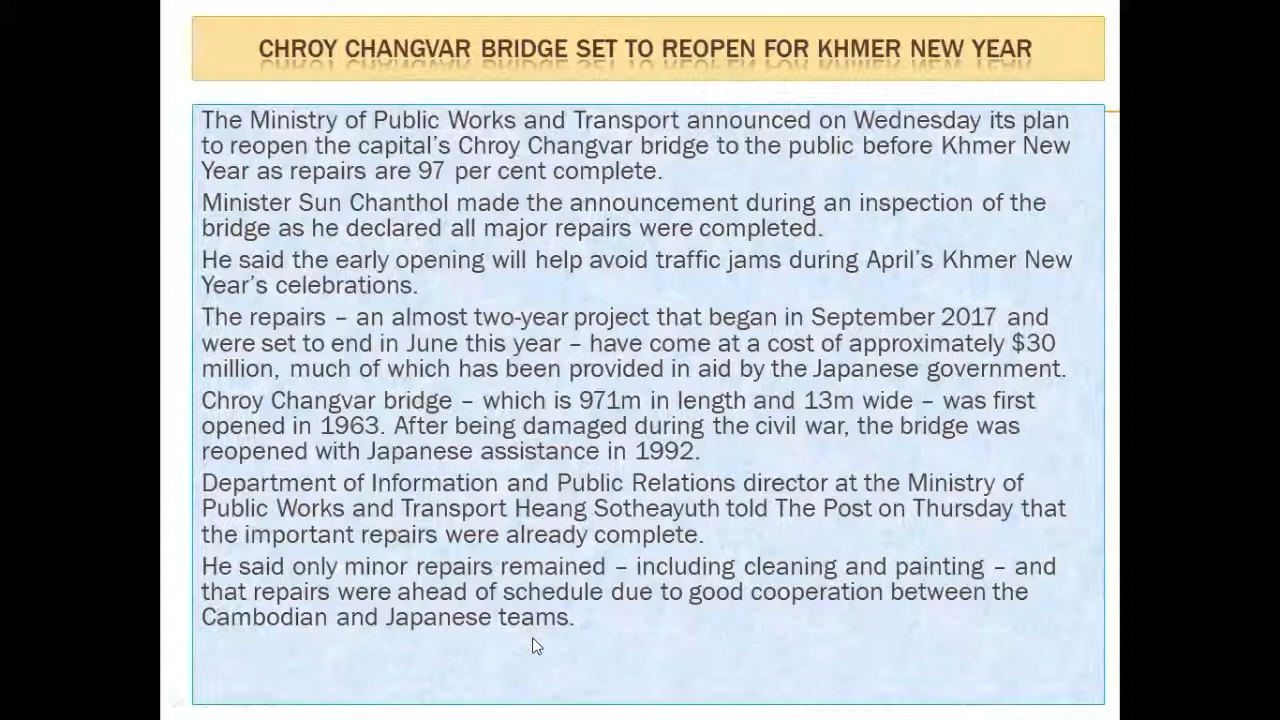 CHROY CHANGVAR BRIDGE SET TO REOPEN FOR KHMER NEW YEAR
The Ministry of Public Works and Transport announced on Wednesday its plan
to reopen the capital’s Chroy Changvar bridge to the public before Khmer New
Year as repairs are 97 per cent complete.
Minister Sun Chanthol made the announcement during an inspection of the
bridge as he declared all major repairs were completed.
He said the early opening will help avoid traffic jams during April’s Khmer New
Year’s celebrations.
The repairs – an almost two-year project that began in September 2017 and
were set to end in June this year – have come at a cost of approximately $30
million, much of which has been provided in aid by the Japanese government.
Chroy Changvar bridge – which is 971m in length and 13m wide – was first
opened in 1963. After being damaged during the civil war, the bridge was
reopened with Japanese assistance in 1992.
Department of Information and Public Relations director at the Ministry of
Public Works and Transport Heang Sotheayuth told The Post on Thursday that
the important repairs were already complete.
He said only minor repairs remained – including cleaning and painting – and
that repairs were ahead of schedule due to good cooperation between the
Cambodian and Japanese teams.